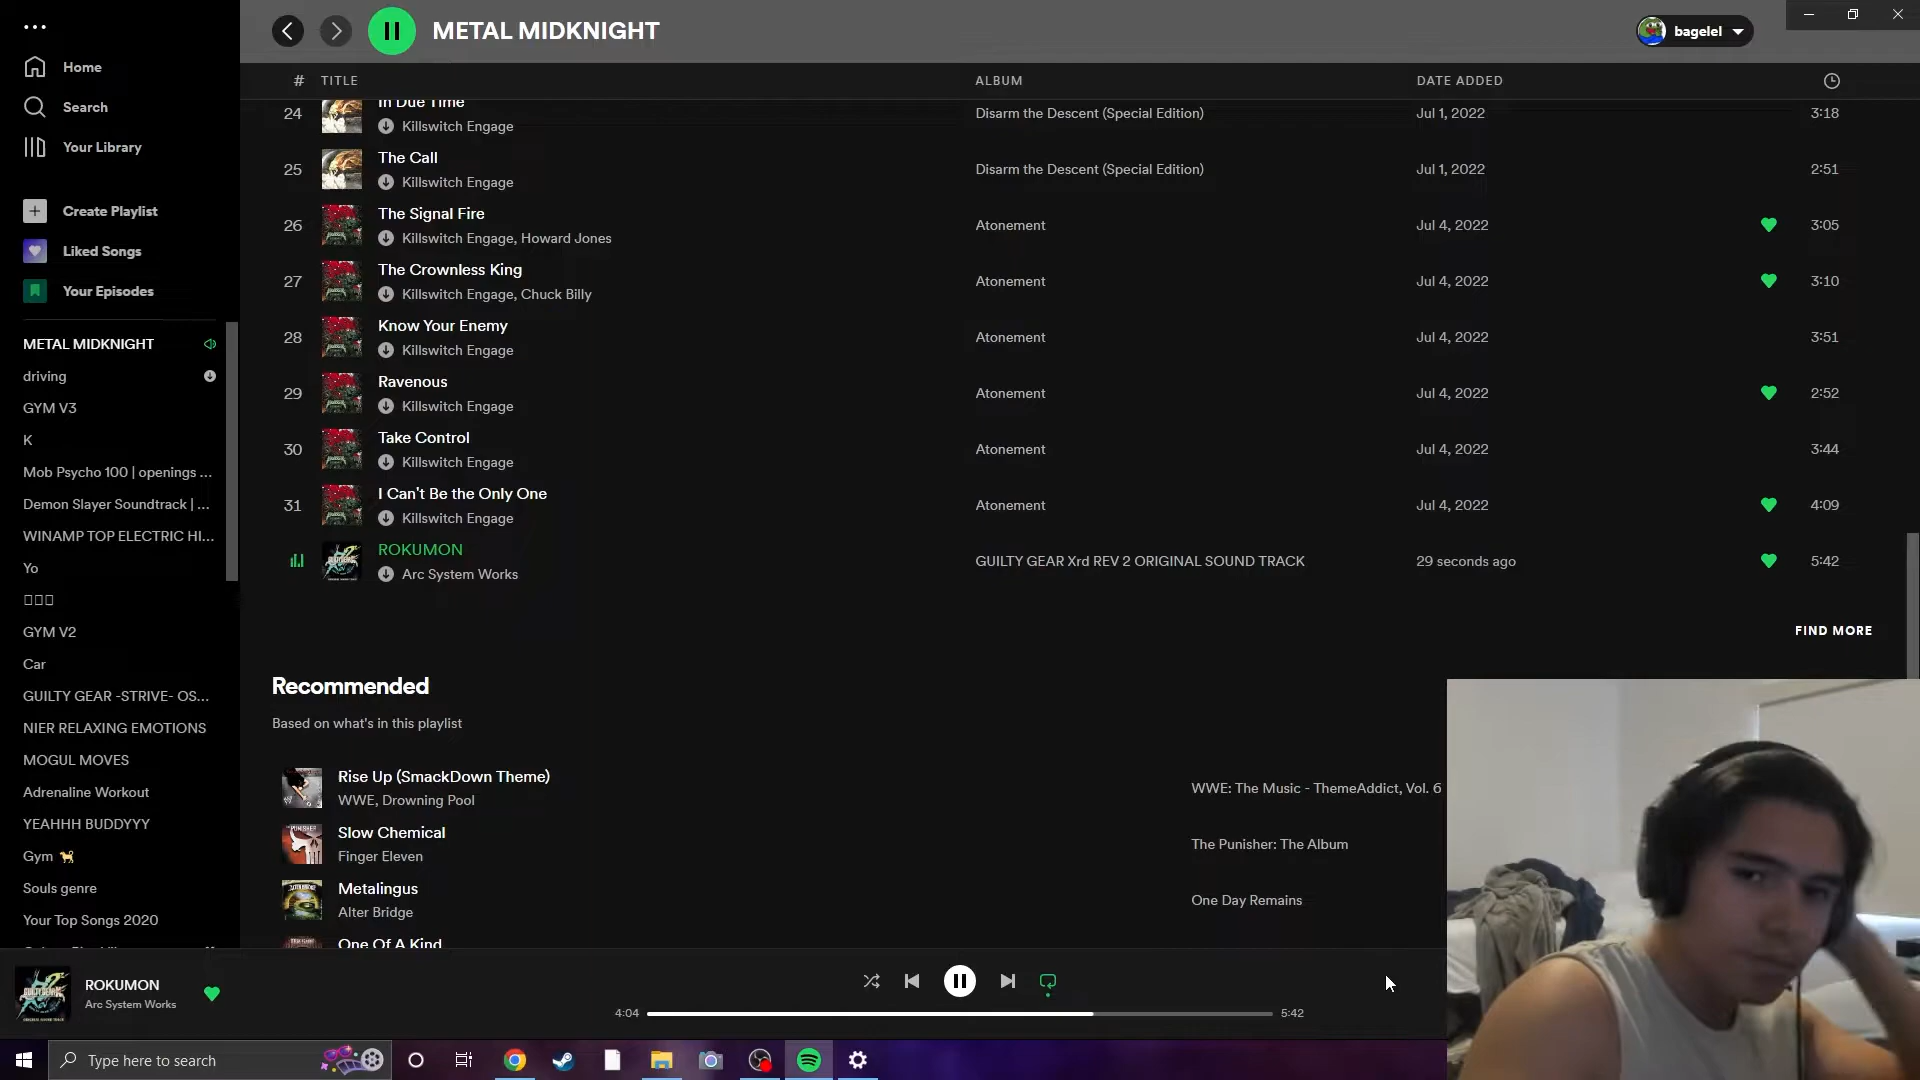 METAL MIDKNIGHT
bagelel
Home
Search
Your Library
Create Playlist
Liked Songs
Your Episodes
METAL MIDKNIGHT
driving
GYM V3
K
Mob Psycho 100 | openings ...
Demon Slayer Soundtrack | ...
WINAMP TOP ELECTRIC HI...
Yo
GYM V2
Car
GUILTY GEAR -STRIVE- OS...
NIER RELAXING EMOTIONS
MOGUL MOVES
Adrenaline Workout
YEAHHH BUDDYYY
Gym 🐕
Souls genre
Your Top Songs 2020
# TITLE ALBUM DATE ADDED
24 In Due Time Disarm the Descent (Special Edition) Jul 1, 2022 3:18
Killswitch Engage
25 The Call Disarm the Descent (Special Edition) Jul 1, 2022 2:51
Killswitch Engage
26 The Signal Fire Atonement Jul 4, 2022 3:05
Killswitch Engage, Howard Jones
27 The Crownless King Atonement Jul 4, 2022 3:10
Killswitch Engage, Chuck Billy
28 Know Your Enemy Atonement Jul 4, 2022 3:51
Killswitch Engage
29 Ravenous Atonement Jul 4, 2022 2:52
Killswitch Engage
30 Take Control Atonement Jul 4, 2022 3:44
Killswitch Engage
31 I Can't Be the Only One Atonement Jul 4, 2022 4:09
Killswitch Engage
ROKUMON GUILTY GEAR Xrd REV 2 ORIGINAL SOUND TRACK 29 seconds ago 5:42
Arc System Works
FIND MORE
Recommended
Based on what's in this playlist
Rise Up (SmackDown Theme) WWE: The Music - ThemeAddict, Vol. 6
WWE, Drowning Pool
Slow Chemical The Punisher: The Album
Finger Eleven
Metalingus One Day Remains
Alter Bridge
One Of A Kind
ROKUMON
Arc System Works
4:04 5:42
Type here to search